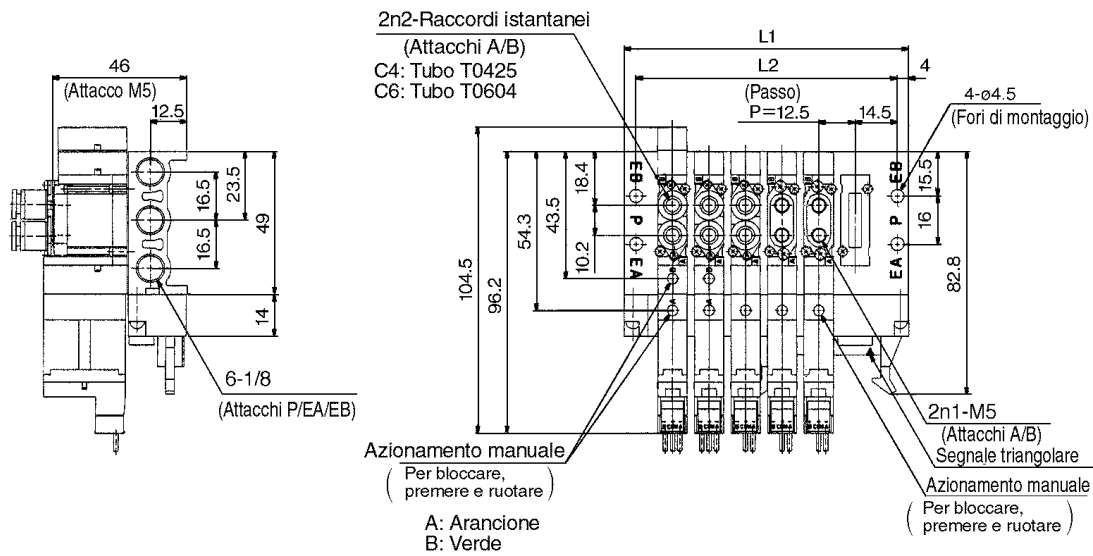 2n2-Raccordi istantanei
(Attacchi A/B)
C4: Tubo T0425
C6: Tubo T0604
46
(Attacco M5)
12.5
16.5
23.5
16.5
49
14
6-1/8
(Attacchi P/EA/EB)
L1
L2
4
(Passo)
P=12.5
14.5
4-ø4.5
(Fori di montaggio)
104.5
96.2
54.3
43.5
18.4
10.2
EB
P
EA
B
B
A
A
EB
P
EA
15.5
16
82.8
2n1-M5
(Attacchi A/B)
Segnale triangolare
Azionamento manuale
(Per bloccare,
premere e ruotare)
Azionamento manuale
(Per bloccare,
premere e ruotare)
A: Arancione
B: Verde